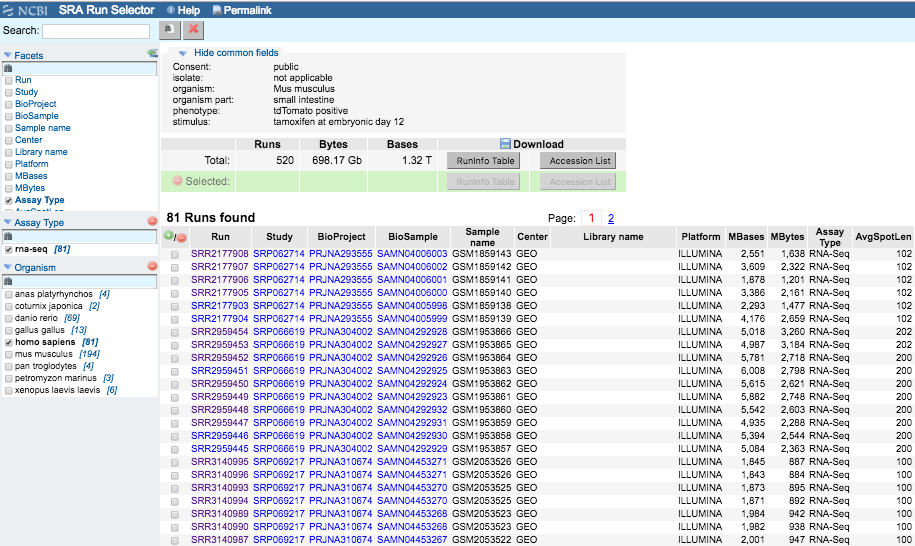 NCBI SRA Run Selector Help Permalink
Search:
Facets
Run
Study
BioProject
BioSample
Sample name
Center
Library name
Platform
MBases
MBytes
Assay Type
AvgSpotLen
Assay Type
rna-seq [81]
Organism
anas platyrhynchos [4]
coturnix japonica [2]
danio rerio [69]
gallus gallus [13]
homo sapiens [81]
mus musculus [194]
pan troglodytes [4]
petromyzon marinus [3]
xenopus laevis laevis [6]
Hide common fields
Consent: public
isolate: not applicable
organism: Mus musculus
organism part: small intestine
phenotype: tdTomato positive
stimulus: tamoxifen at embryonic day 12
Runs Bytes Bases Download
Total: 520 698.17 Gb 1.32 T RunInfo Table Accession List
Selected: RunInfo Table Accession List
81 Runs found Page: 1 2
/ Run Study BioProject BioSample Sample name Center Library name Platform MBases MBytes Assay Type AvgSpotLen
SRR2177908 SRP062714 PRJNA293555 SAMN04006003 GSM1859143 GEO ILLUMINA 2,551 1,638 RNA-Seq 102
SRR2177907 SRP062714 PRJNA293555 SAMN04006002 GSM1859142 GEO ILLUMINA 3,609 2,322 RNA-Seq 102
SRR2177906 SRP062714 PRJNA293555 SAMN04006001 GSM1859141 GEO ILLUMINA 1,878 1,201 RNA-Seq 102
SRR2177905 SRP062714 PRJNA293555 SAMN04006000 GSM1859140 GEO ILLUMINA 3,386 2,161 RNA-Seq 102
SRR2177903 SRP062714 PRJNA293555 SAMN04005998 GSM1859138 GEO ILLUMINA 2,293 1,477 RNA-Seq 102
SRR2177904 SRP062714 PRJNA293555 SAMN04005999 GSM1859139 GEO ILLUMINA 4,176 2,659 RNA-Seq 102
SRR2959454 SRP066619 PRJNA304002 SAMN04292928 GSM1953866 GEO ILLUMINA 5,018 3,260 RNA-Seq 202
SRR2959453 SRP066619 PRJNA304002 SAMN04292927 GSM1953865 GEO ILLUMINA 4,987 3,184 RNA-Seq 202
SRR2959452 SRP066619 PRJNA304002 SAMN04292926 GSM1953864 GEO ILLUMINA 5,781 2,718 RNA-Seq 200
SRR2959451 SRP066619 PRJNA304002 SAMN04292925 GSM1953863 GEO ILLUMINA 6,008 2,798 RNA-Seq 200
SRR2959450 SRP066619 PRJNA304002 SAMN04292924 GSM1953862 GEO ILLUMINA 5,615 2,621 RNA-Seq 200
SRR2959449 SRP066619 PRJNA304002 SAMN04292923 GSM1953861 GEO ILLUMINA 5,882 2,748 RNA-Seq 200
SRR2959448 SRP066619 PRJNA304002 SAMN04292932 GSM1953860 GEO ILLUMINA 5,542 2,603 RNA-Seq 200
SRR2959447 SRP066619 PRJNA304002 SAMN04292931 GSM1953859 GEO ILLUMINA 4,935 2,288 RNA-Seq 200
SRR2959446 SRP066619 PRJNA304002 SAMN04292930 GSM1953858 GEO ILLUMINA 5,394 2,544 RNA-Seq 200
SRR2959445 SRP066619 PRJNA304002 SAMN04292929 GSM1953857 GEO ILLUMINA 5,084 2,363 RNA-Seq 200
SRR3140995 SRP069217 PRJNA310674 SAMN04453271 GSM2053526 GEO ILLUMINA 1,845 887 RNA-Seq 100
SRR3140996 SRP069217 PRJNA310674 SAMN04453271 GSM2053526 GEO ILLUMINA 1,843 884 RNA-Seq 100
SRR3140993 SRP069217 PRJNA310674 SAMN04453270 GSM2053525 GEO ILLUMINA 1,873 895 RNA-Seq 100
SRR3140994 SRP069217 PRJNA310674 SAMN04453270 GSM2053525 GEO ILLUMINA 1,871 892 RNA-Seq 100
SRR3140989 SRP069217 PRJNA310674 SAMN04453268 GSM2053523 GEO ILLUMINA 1,984 942 RNA-Seq 100
SRR3140990 SRP069217 PRJNA310674 SAMN04453268 GSM2053523 GEO ILLUMINA 1,982 938 RNA-Seq 100
SRR3140987 SRP069217 PRJNA310674 SAMN04453267 GSM2053522 GEO ILLUMINA 2,001 947 RNA-Seq 100